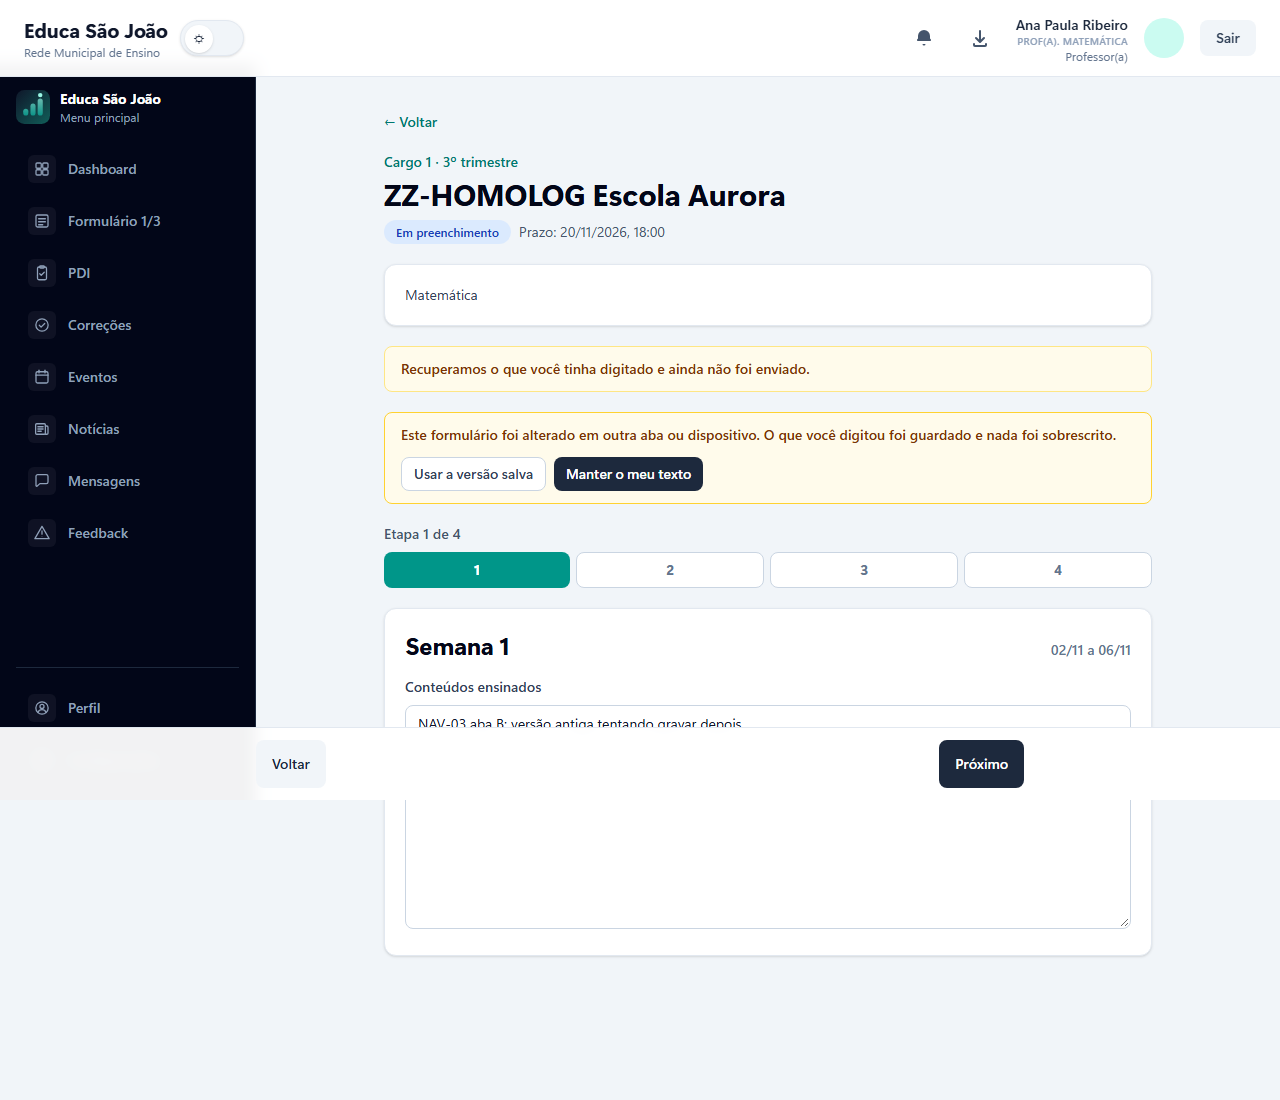 Educa São João
Rede Municipal de Ensino
Ana Paula Ribeiro
PROF(A). MATEMÁTICA
Professor(a)
Sair
Educa São João
Menu principal
Dashboard
Formulário 1/3
PDI
Correções
Eventos
Notícias
Mensagens
Feedback
Perfil
← Voltar
Cargo 1 · 3º trimestre
ZZ-HOMOLOG Escola Aurora
Em preenchimento
Prazo: 20/11/2026, 18:00
Matemática
Recuperamos o que você tinha digitado e ainda não foi enviado.
Este formulário foi alterado em outra aba ou dispositivo. O que você digitou foi guardado e nada foi sobrescrito.
Usar a versão salva
Manter o meu texto
Etapa 1 de 4
1
2
3
4
Semana 1
02/11 a 06/11
Conteúdos ensinados
NAV-03 aba B: versão antiga tentando gravar depois
Voltar
Próximo